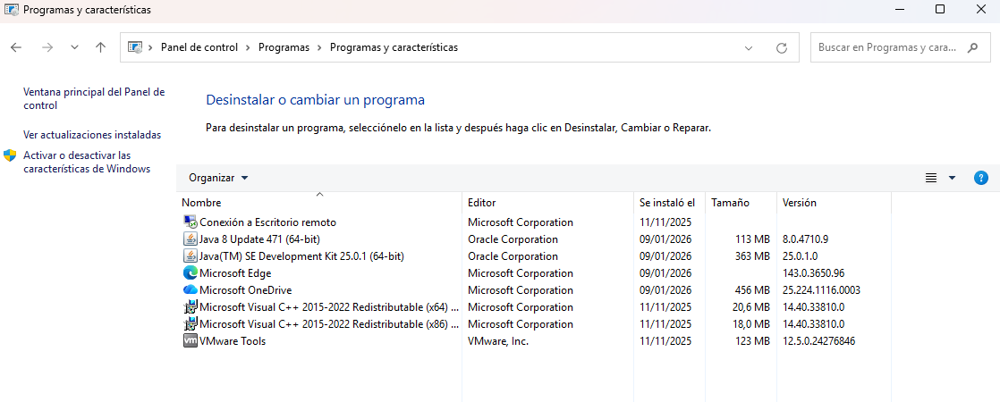 Programas y características
Panel de control > Programas > Programas y características
Buscar en Programas y cara...
Ventana principal del Panel de
control
Ver actualizaciones instaladas
Activar o desactivar las
características de Windows
Desinstalar o cambiar un programa
Para desinstalar un programa, selecciónelo en la lista y después haga clic en Desinstalar, Cambiar o Reparar.
Organizar
Nombre Editor Se instaló el Tamaño Versión
Conexión a Escritorio remoto Microsoft Corporation 11/11/2025
Java 8 Update 471 (64-bit) Oracle Corporation 09/01/2026 113 MB 8.0.4710.9
Java(TM) SE Development Kit 25.0.1 (64-bit) Oracle Corporation 09/01/2026 363 MB 25.0.1.0
Microsoft Edge Microsoft Corporation 09/01/2026 143.0.3650.96
Microsoft OneDrive Microsoft Corporation 09/01/2026 456 MB 25.224.1116.0003
Microsoft Visual C++ 2015-2022 Redistributable (x64) ... Microsoft Corporation 11/11/2025 20,6 MB 14.40.33810.0
Microsoft Visual C++ 2015-2022 Redistributable (x86) ... Microsoft Corporation 11/11/2025 18,0 MB 14.40.33810.0
vm VMware Tools VMware, Inc. 11/11/2025 123 MB 12.5.0.24276846